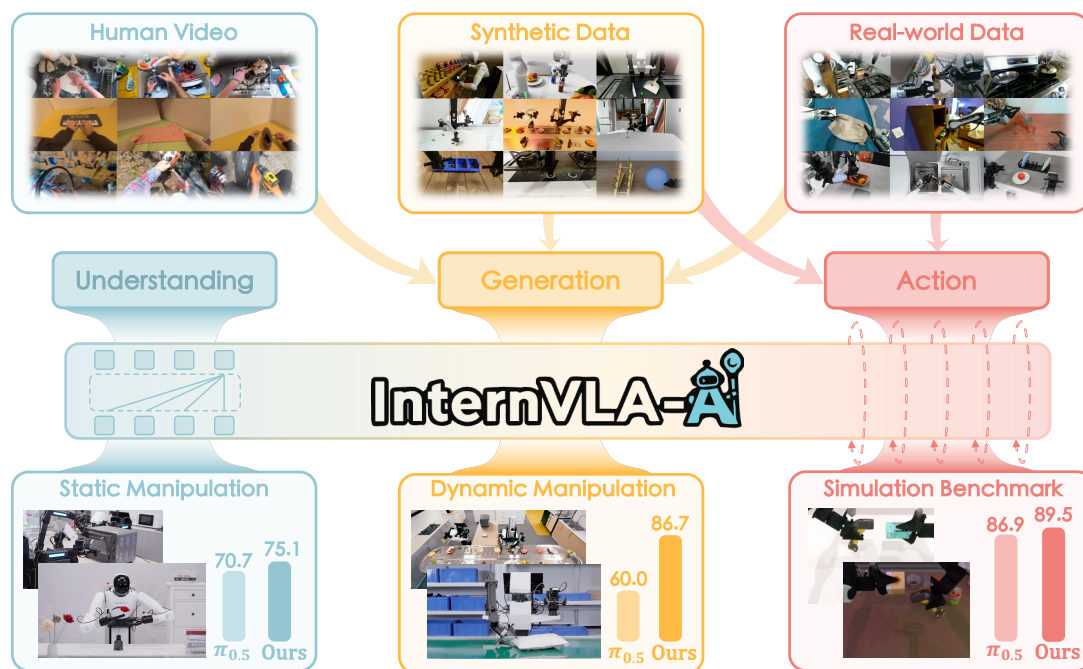 Human Video
Synthetic Data
Real-world Data
Understanding
Generation
Action
InternVLA-A1
Static Manipulation
70.7
75.1
π0.5
Ours
Dynamic Manipulation
60.0
86.7
π0.5
Ours
Simulation Benchmark
86.9
89.5
π0.5
Ours